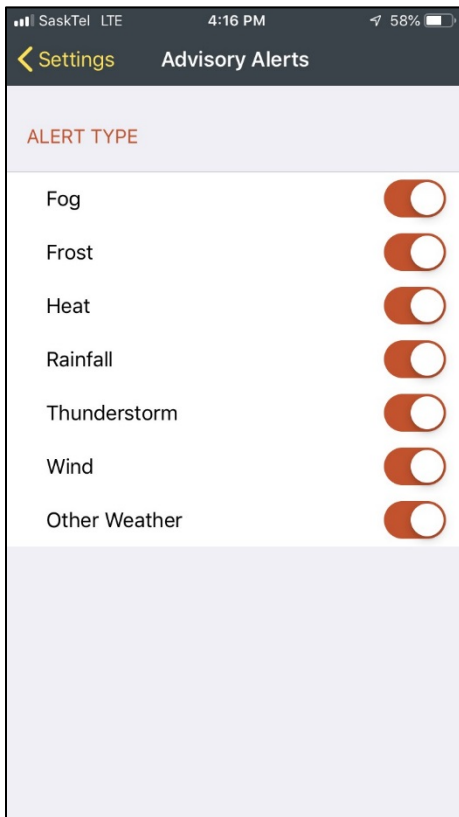 SaskTel LTE 4:16 PM 58%
Settings Advisory Alerts
ALERT TYPE
Fog
Frost
Heat
Rainfall
Thunderstorm
Wind
Other Weather